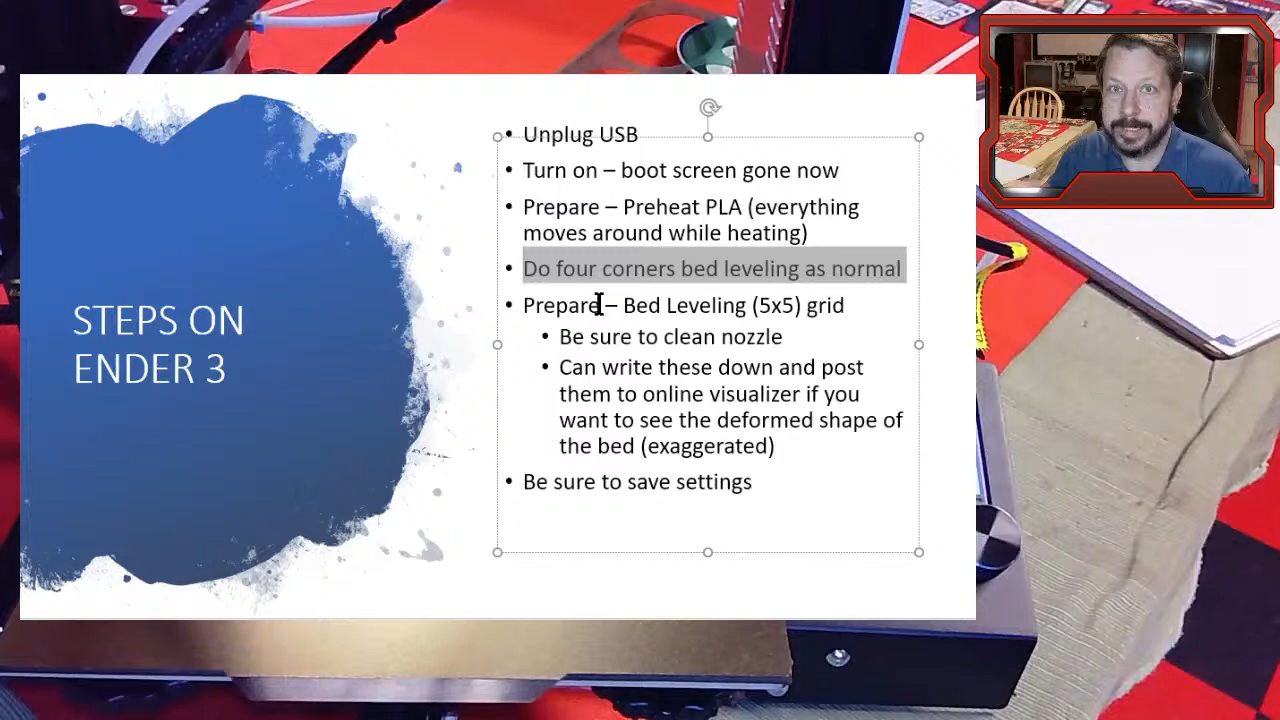 STEPS ON
ENDER 3
• Unplug USB
• Turn on – boot screen gone now
• Prepare – Preheat PLA (everything
moves around while heating)
• Do four corners bed leveling as normal
• Prepare – Bed Leveling (5x5) grid
• Be sure to clean nozzle
• Can write these down and post
them to online visualizer if you
want to see the deformed shape of
the bed (exaggerated)
• Be sure to save settings